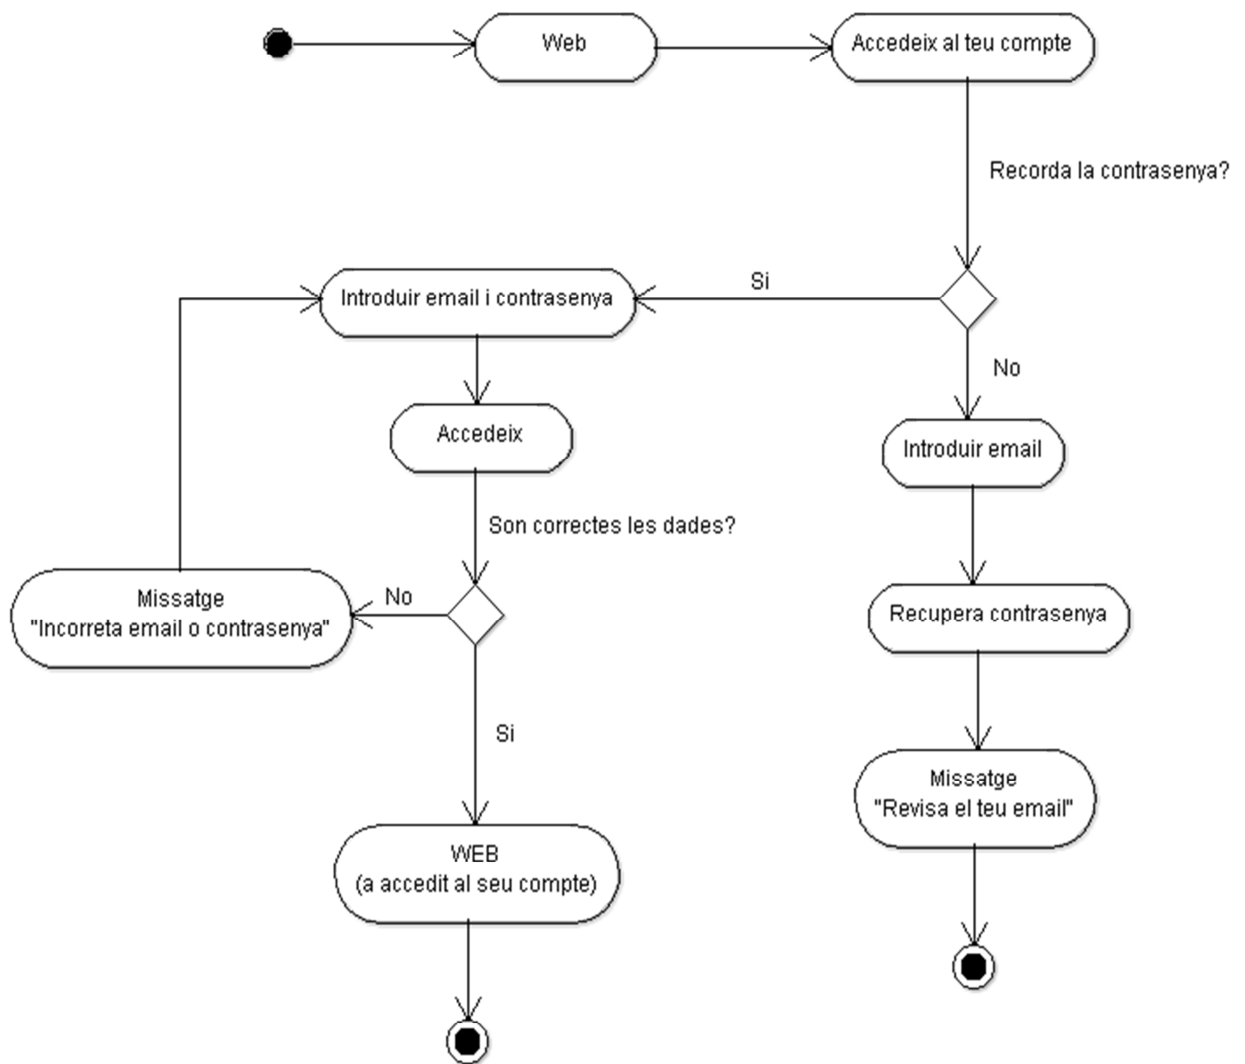 Web
Accedeix al teu compte
Recorda la contrasenya?
Si
Introduir email i contrasenya
No
Accedeix
Introduir email
Son correctes les dades?
No
Missatge
"Incorreta email o contrasenya"
Recupera contrasenya
Si
Missatge
"Revisa el teu email"
WEB
(a accedit al seu compte)